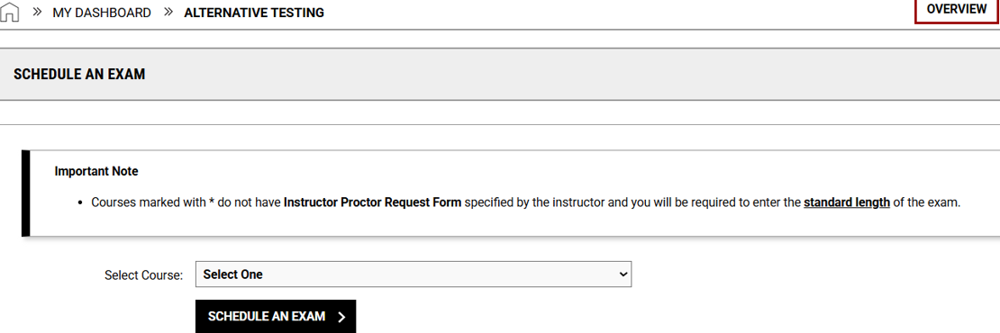 MY DASHBOARD » ALTERNATIVE TESTING
OVERVIEW
SCHEDULE AN EXAM
Important Note
• Courses marked with * do not have Instructor Proctor Request Form specified by the instructor and you will be required to enter the standard length of the exam.
Select Course: Select One
SCHEDULE AN EXAM